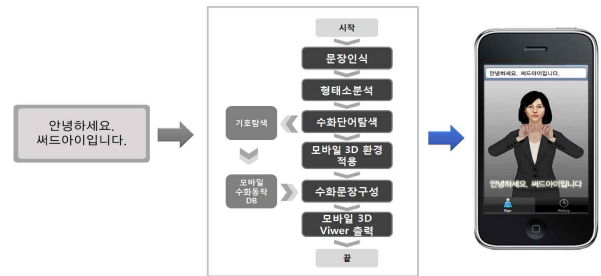 안녕하세요.
써드아이입니다.
시작
문장인식
형태소분석
기호탐색
수화단어탐색
모바일 3D 환경
적용
모바일
수화동작
DB
수화문장구성
모바일 3D
Viwer 출력
끝
안녕하세요. 써드아이입니다.
안녕하세요, 써드아이입니다
Sign
History